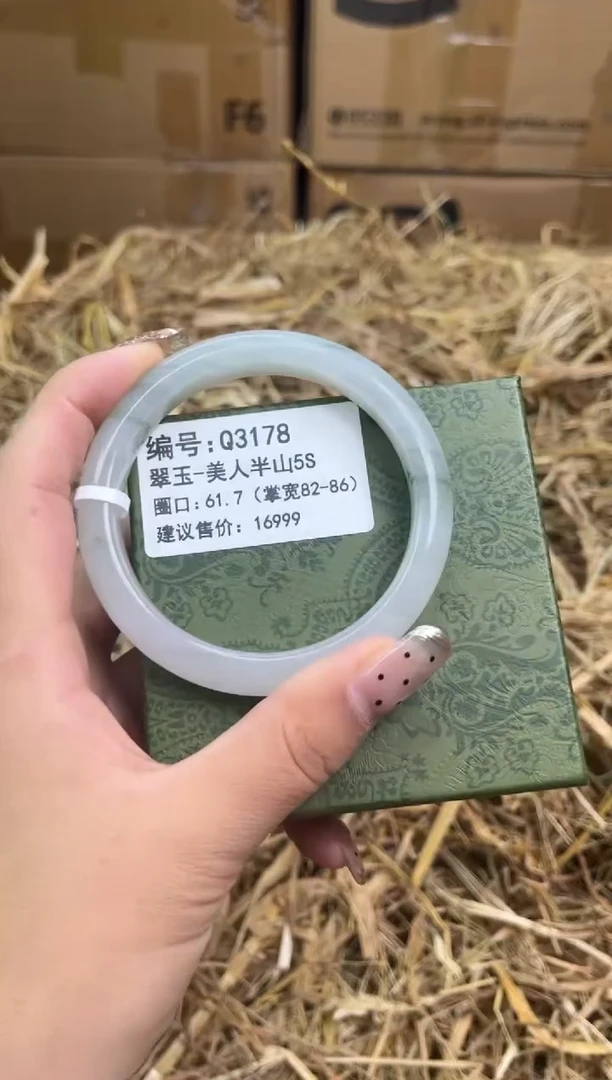 F6
编号:Q3178
翠玉-美人半山5S
圈口:61.7（掌宽82-86）
建议售价: 16999